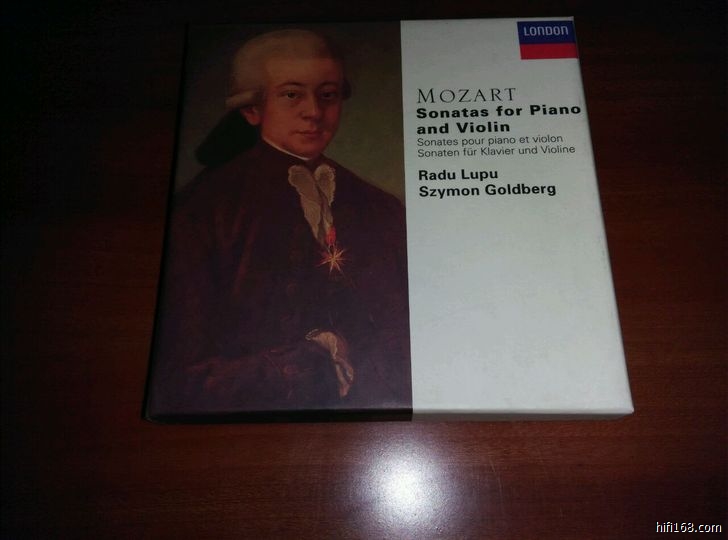 LONDON
MOZART
Sonatas for Piano
and Violin
Sonates pour piano et violon
Sonaten für Klavier und Violine
Radu Lupu
Szymon Goldberg
hifi168.com